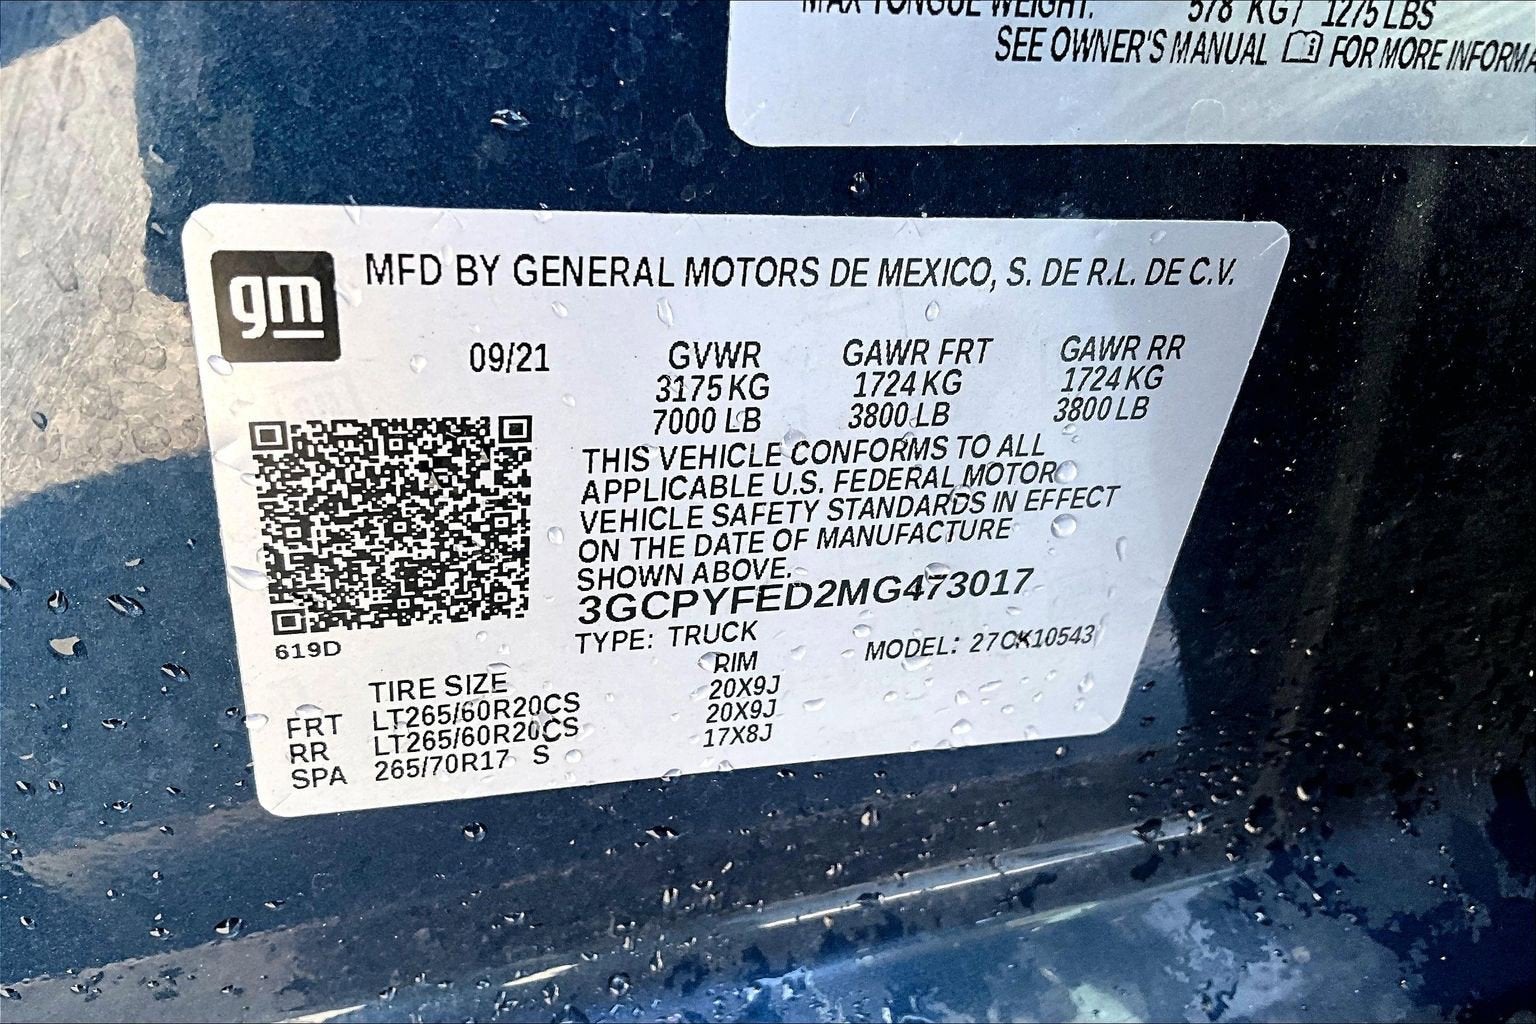 MAX TONGUE WEIGHT: 578 KG/ 1275 LBS
SEE OWNER'S MANUAL FOR MORE INFORMA
gm
MFD BY GENERAL MOTORS DE MEXICO, S. DE R.L. DE C.V.
09/21 GVWR GAWR FRT GAWR RR
3175 KG 1724 KG 1724 KG
7000 LB 3800 LB 3800 LB
THIS VEHICLE CONFORMS TO ALL
APPLICABLE U.S. FEDERAL MOTOR
VEHICLE SAFETY STANDARDS IN EFFECT
ON THE DATE OF MANUFACTURE
SHOWN ABOVE.
3GCPYFED2MG473017
619D
TYPE: TRUCK MODEL: 27CK10543
TIRE SIZE RIM
FRT LT265/60R20CS 20X9J
RR LT265/60R20CS 20X9J
SPA 265/70R17 S 17X8J